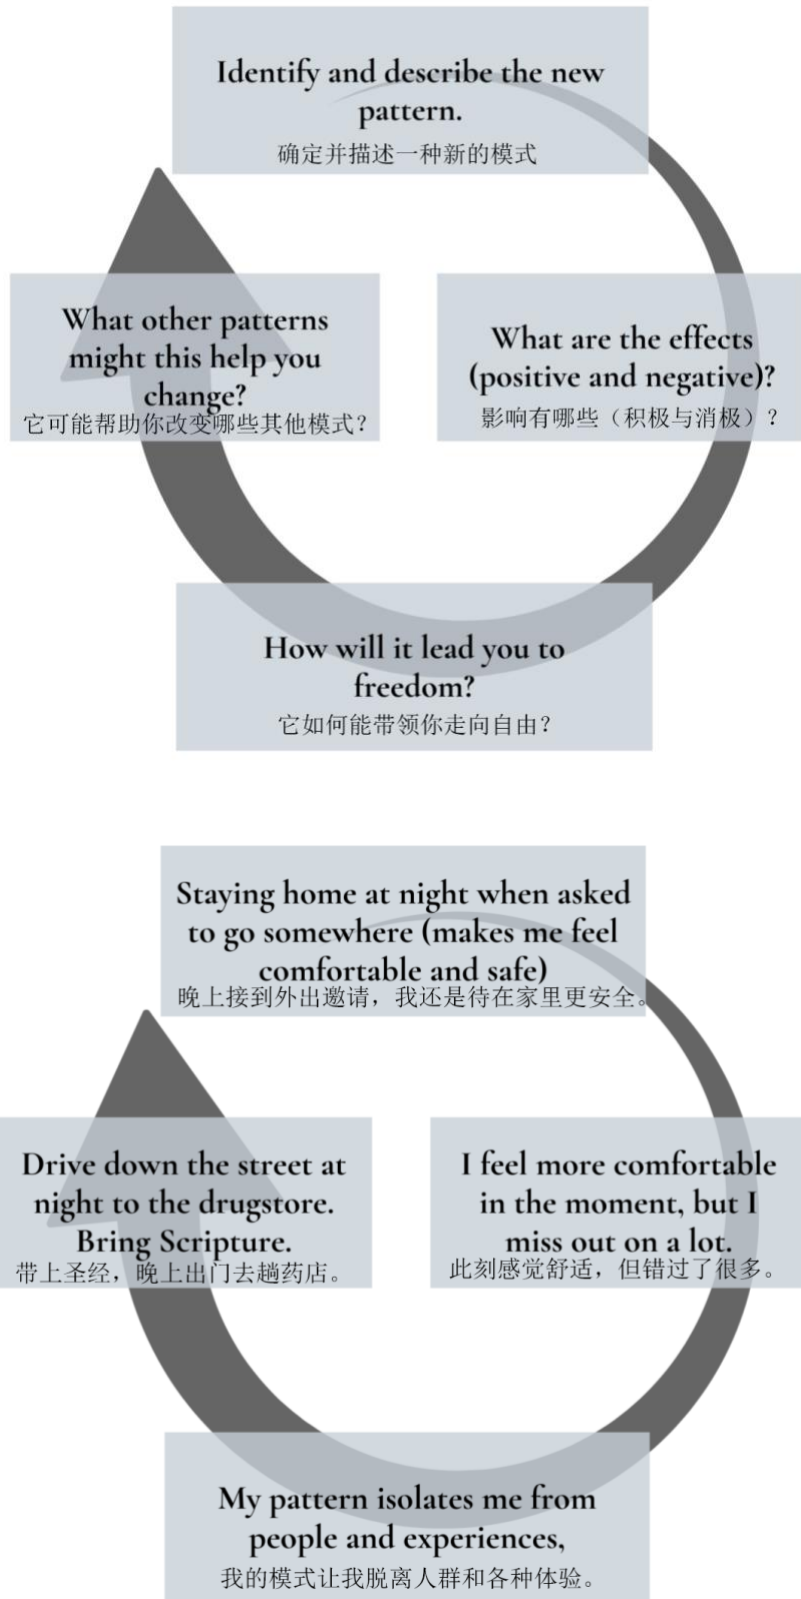 Identify and describe the new
pattern.
确定并描述一种新的模式
What other patterns
might this help you
change?
它可能帮助你改变哪些其他模式？
What are the effects
(positive and negative)?
影响有哪些（积极与消极）？
How will it lead you to
freedom?
它如何能带领你走向自由？
Staying home at night when asked
to go somewhere (makes me feel
comfortable and safe)
晚上接到外出邀请，我还是待在家里更安全。
Drive down the street at
night to the drugstore.
Bring Scripture.
带上圣经，晚上出门去趟药店。
I feel more comfortable
in the moment, but I
miss out on a lot.
此刻感觉舒适，但错过了很多。
My pattern isolates me from
people and experiences,
我的模式让我脱离人群和各种体验。